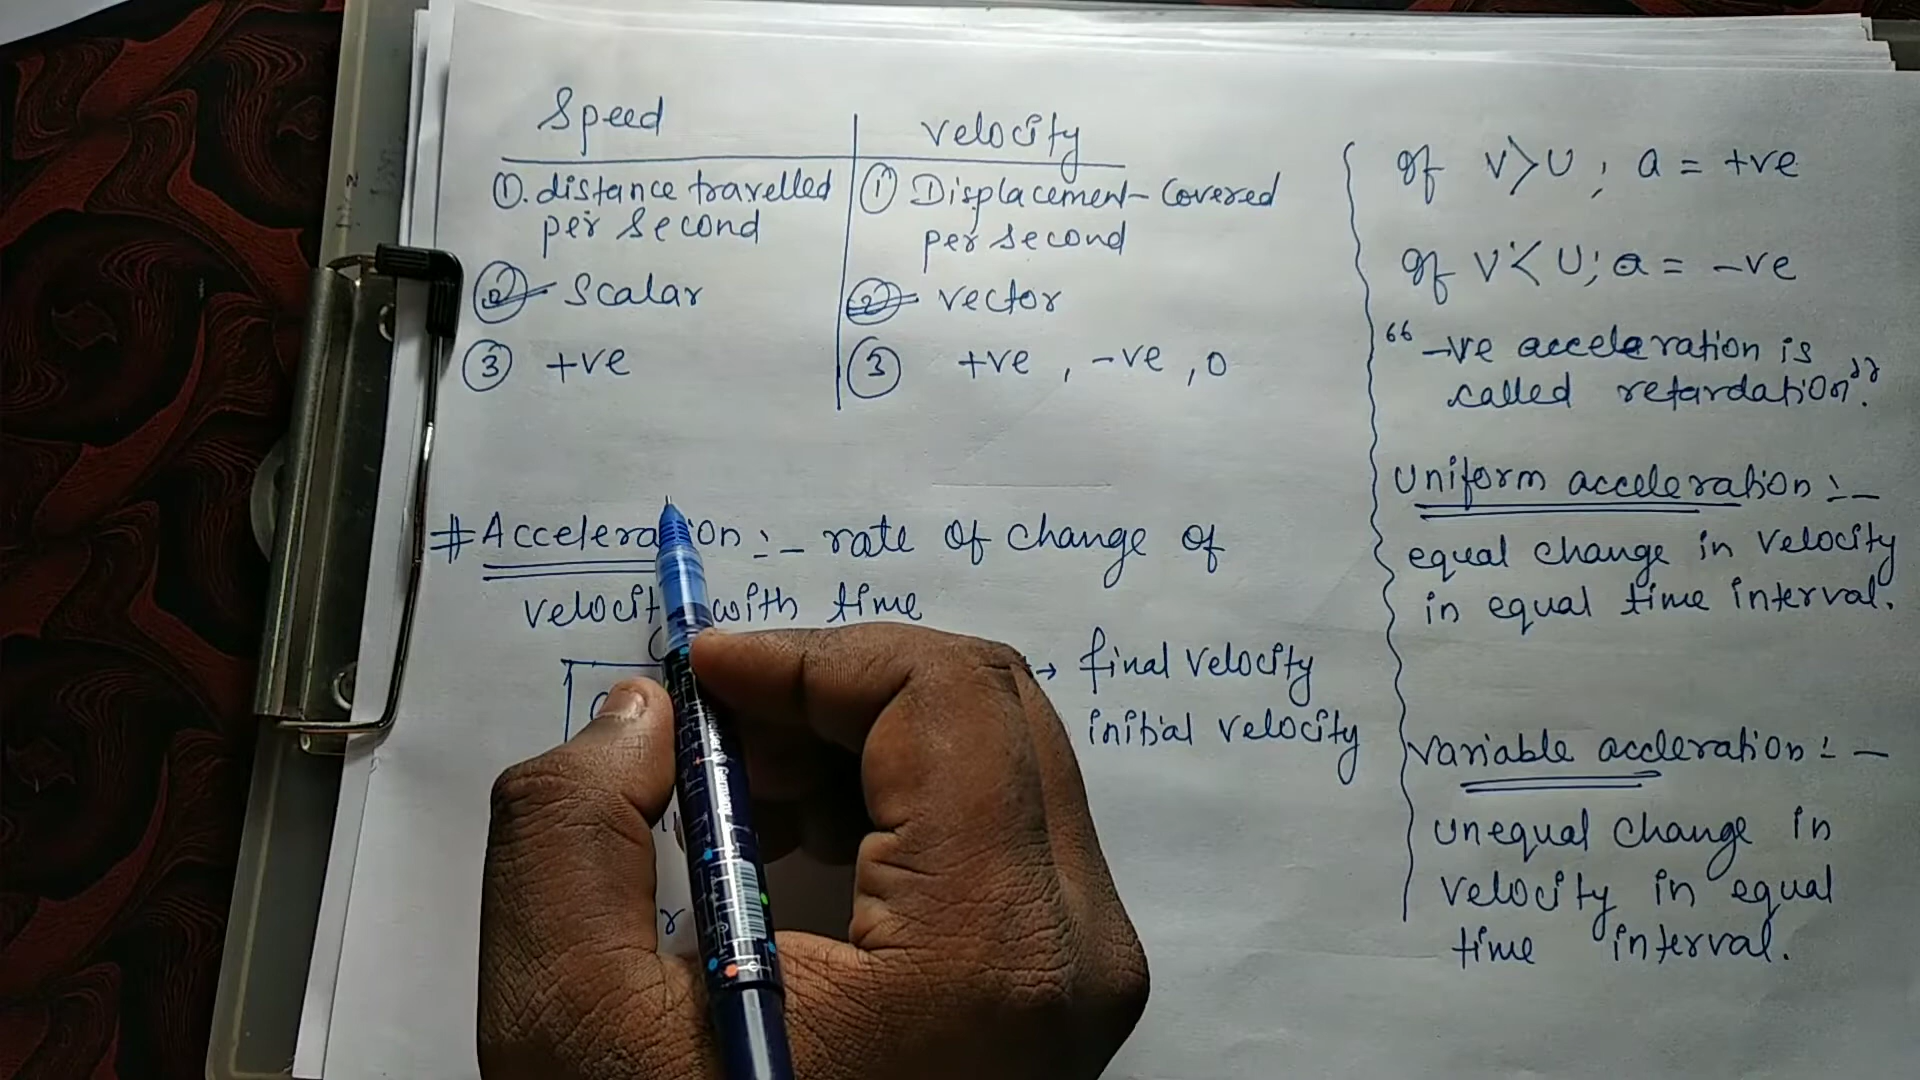 Speed
velocity
①. distance travelled
per second
① Displacement - Covered
per second
② scalar
② vector
③ +ve
③ +ve , -ve , 0
# Acceleration :- rate of change of
velocity with time
→ final velocity
initial velocity
If v>u ; a = +ve
If v<u; a = -ve
"-ve acceleration is
called retardation".
Uniform acceleration :-
equal change in velocity
in equal time interval.
Variable accleration :-
unequal change in
velocity in equal
time interval.
Germany